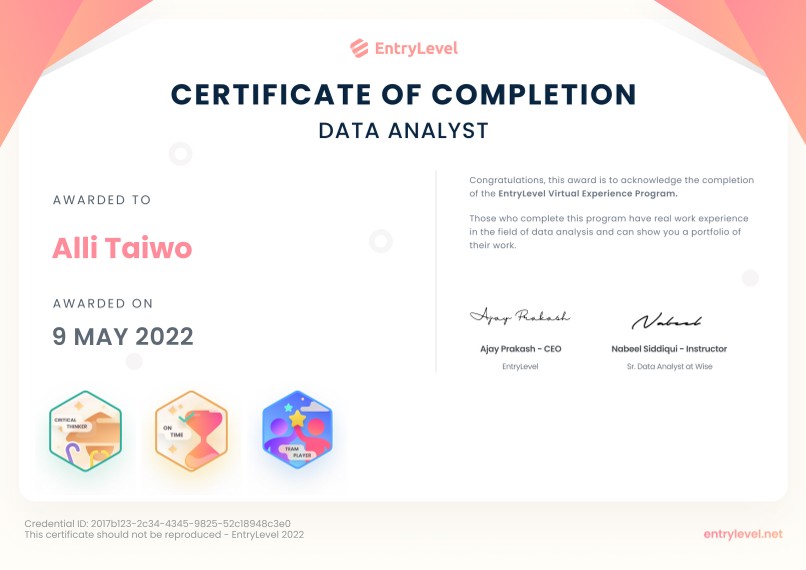 EntryLevel
CERTIFICATE OF COMPLETION
DATA ANALYST
AWARDED TO
Alli Taiwo
AWARDED ON
9 MAY 2022
Congratulations, this award is to acknowledge the completion
of the EntryLevel Virtual Experience Program.
Those who complete this program have real work experience
in the field of data analysis and can show you a portfolio of
their work.
Ajay Prakash
Nabeel
Ajay Prakash - CEO
EntryLevel
Nabeel Siddiqui - Instructor
Sr. Data Analyst at Wise
CRITICAL
THINKER
ON
TIME
TEAM
PLAYER
Credential ID: 2017b123-2c34-4345-9825-52c18948c3e0
This certificate should not be reproduced - EntryLevel 2022
entrylevel.net